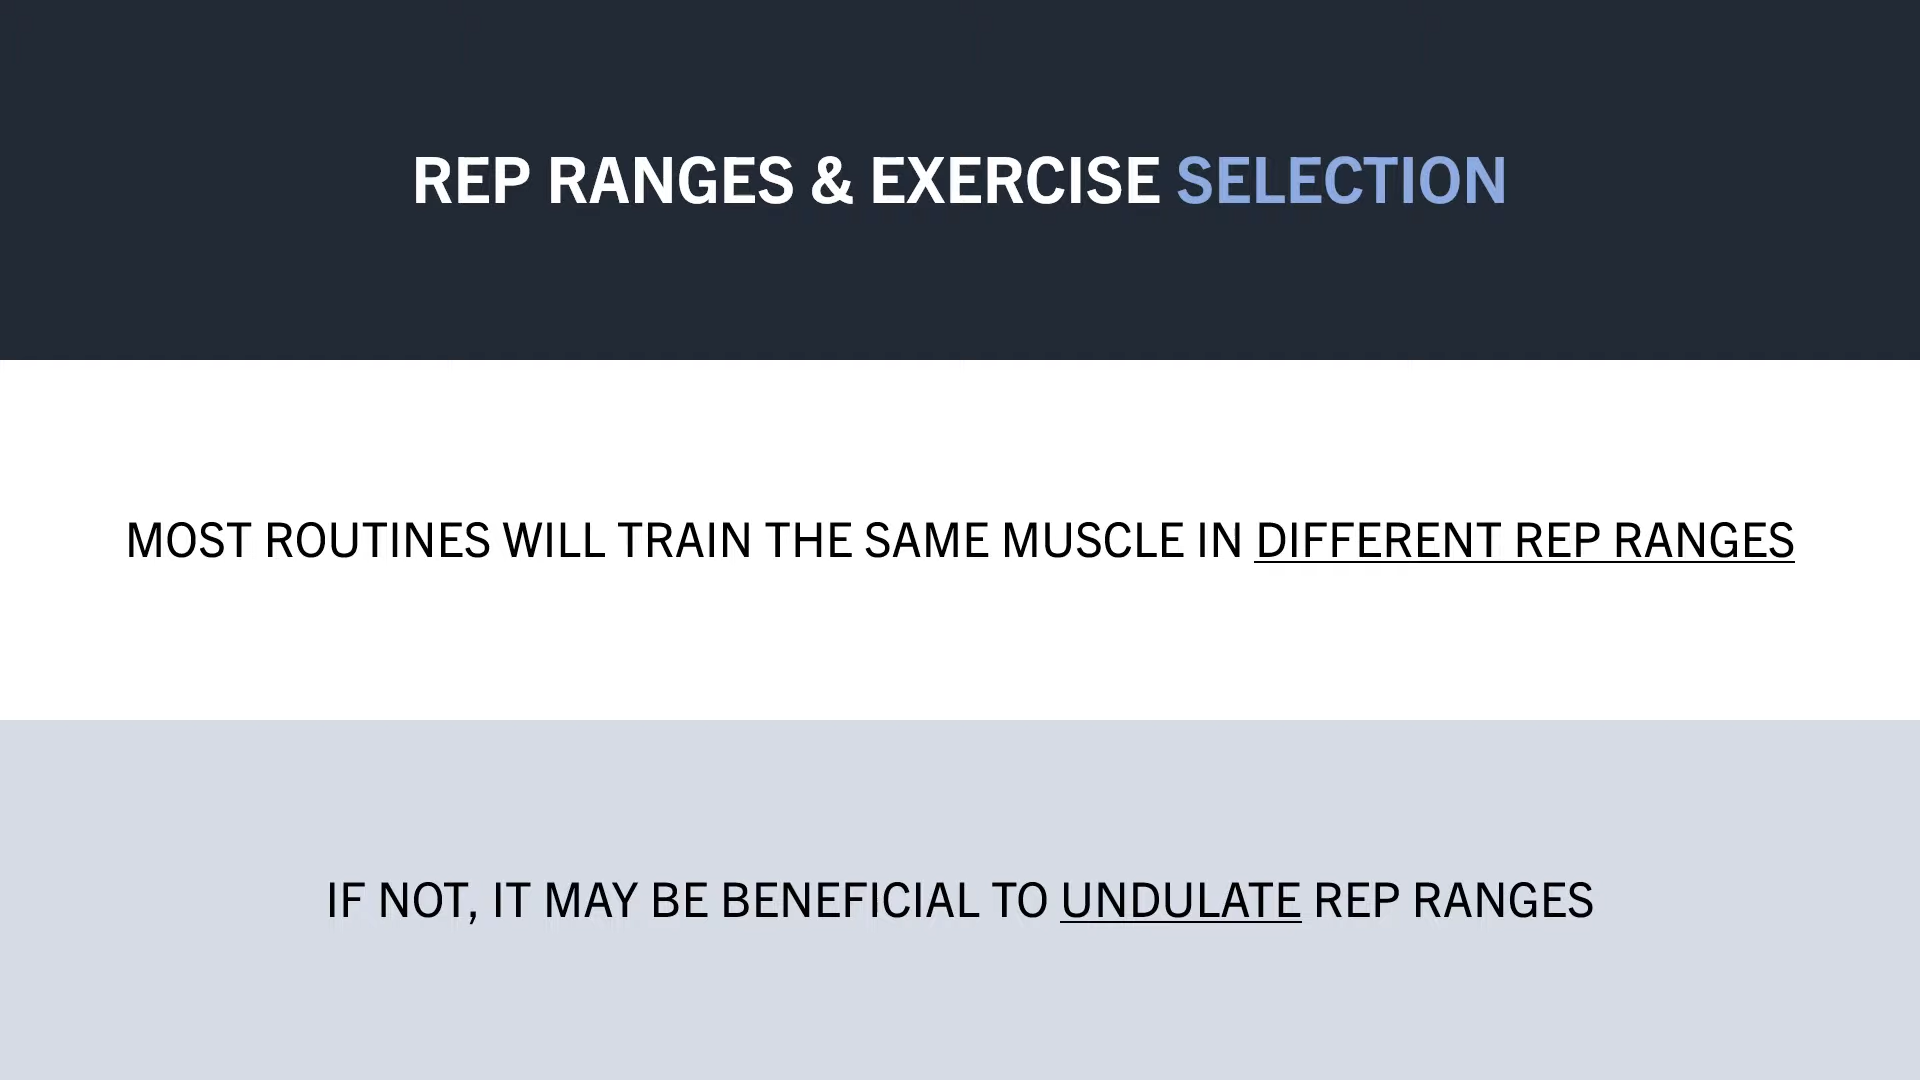 REP RANGES & EXERCISE SELECTION
MOST ROUTINES WILL TRAIN THE SAME MUSCLE IN DIFFERENT REP RANGES
IF NOT, IT MAY BE BENEFICIAL TO UNDULATE REP RANGES